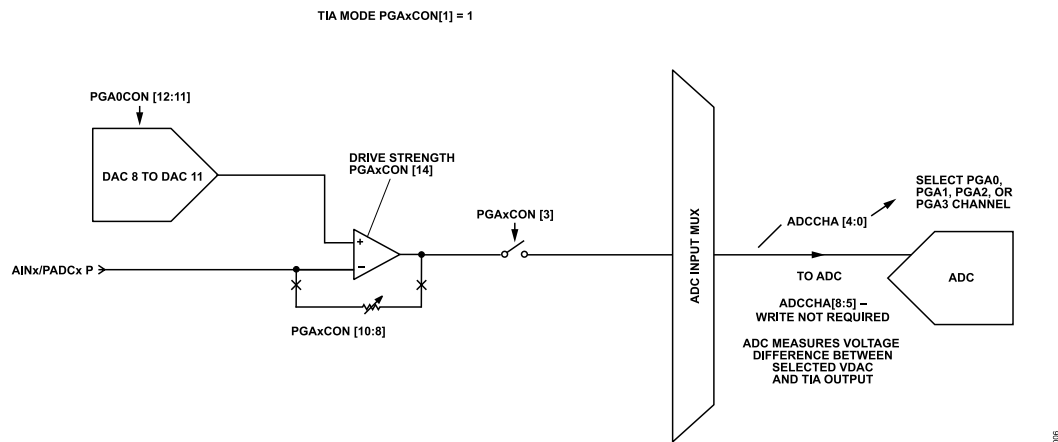 TIA MODE PGAxCON[1] = 1
PGA0CON [12:11]
DAC 8 TO DAC 11
DRIVE STRENGTH
PGAxCON [14]
+
–
AINx/PADCx P
PGAxCON [10:8]
PGAxCON [3]
ADC INPUT MUX
ADCCHA [4:0]
SELECT PGA0,
PGA1, PGA2, OR
PGA3 CHANNEL
TO ADC
ADC
ADCCHA[8:5] –
WRITE NOT REQUIRED
ADC MEASURES VOLTAGE
DIFFERENCE BETWEEN
SELECTED VDAC
AND TIA OUTPUT